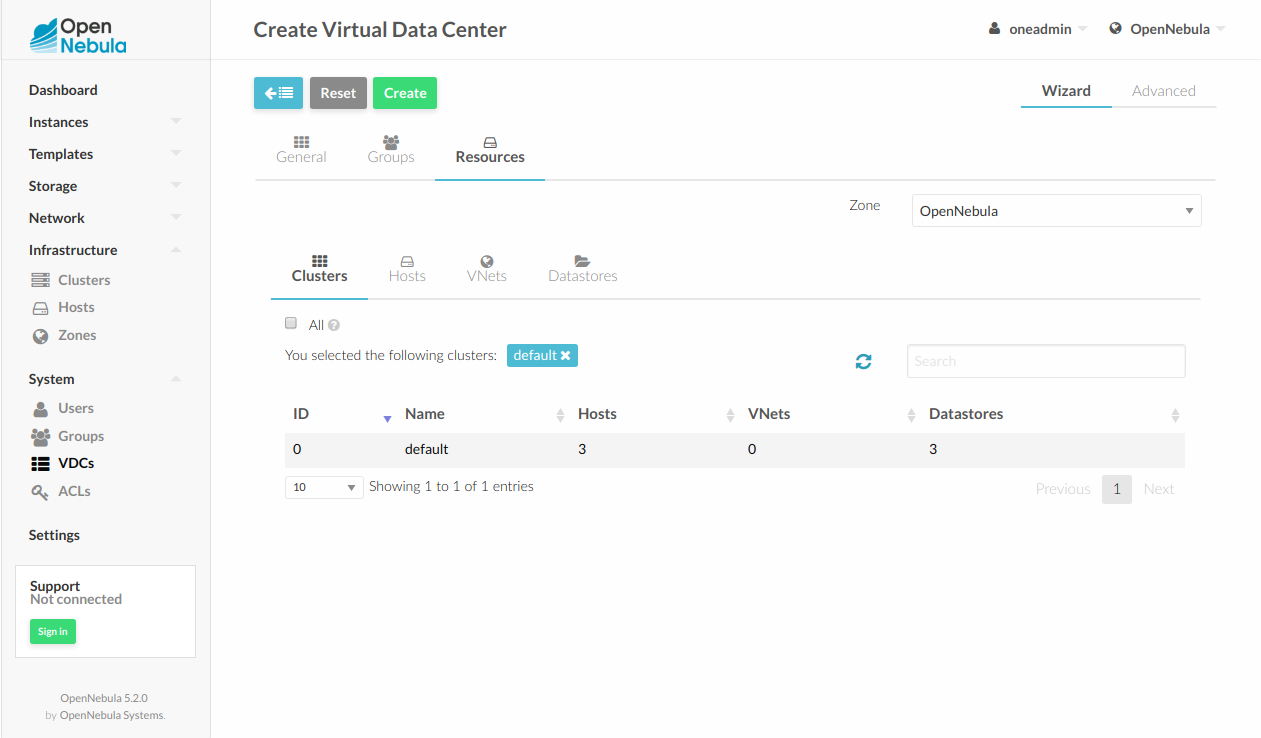 Open
Nebula
Create Virtual Data Center
oneadmin
OpenNebula
Dashboard
Instances
Templates
Storage
Network
Infrastructure
Clusters
Hosts
Zones
System
Users
Groups
VDCs
ACLs
Settings
Support
Not connected
Sign in
OpenNebula 5.2.0
by OpenNebula Systems.
Reset
Create
Wizard
Advanced
General
Groups
Resources
Zone
OpenNebula
Clusters
Hosts
VNets
Datastores
All ?
You selected the following clusters: default ×
Search
ID Name Hosts VNets Datastores
0 default 3 0 3
10 Showing 1 to 1 of 1 entries
Previous 1 Next